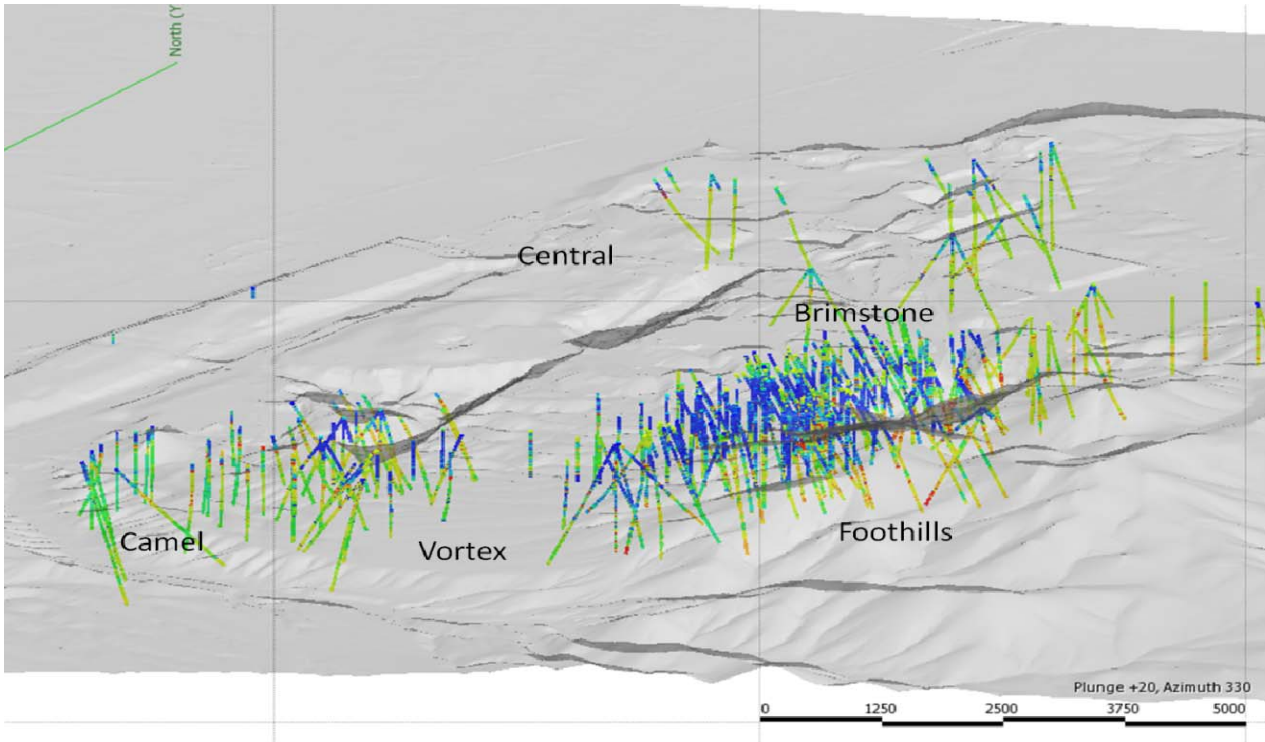 North (Y
Central
Brimstone
Camel
Vortex
Foothills
Plunge +20, Azimuth 330
0 1250 2500 3750 5000